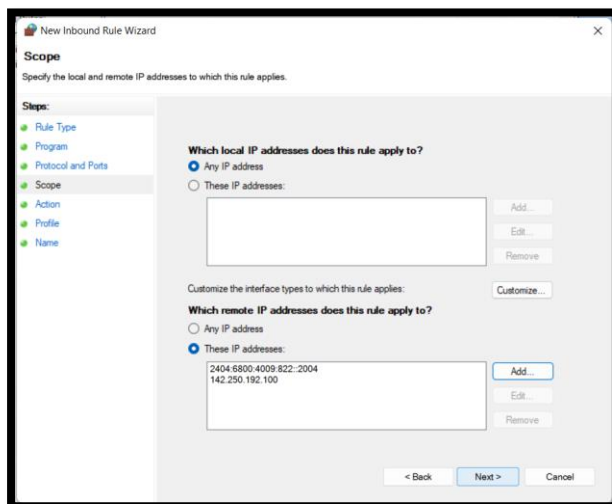 New Inbound Rule Wizard
Scope
Specify the local and remote IP addresses to which this rule applies.
Steps:
Rule Type
Program
Protocol and Ports
Scope
Action
Profile
Name
Which local IP addresses does this rule apply to?
Any IP address
These IP addresses:
Add...
Edit...
Remove
Customize the interface types to which this rule applies:
Customize...
Which remote IP addresses does this rule apply to?
Any IP address
These IP addresses:
2404:6800:4009:822::2004
142.250.192.100
Add...
Edit...
Remove
< Back
Next >
Cancel